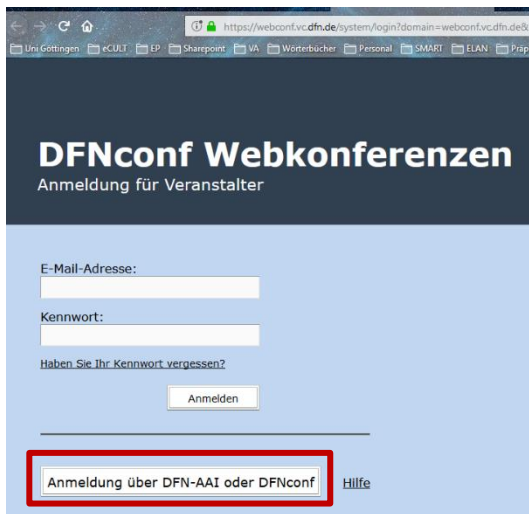 https://webconf.vc.dfn.de/system/login?domain=webconf.vc.dfn.de&
Uni Göttingen eCULT EP Sharepoint VA Wörterbücher Personal SMART ELAN Präp
DFNconf Webkonferenzen
Anmeldung für Veranstalter
E-Mail-Adresse:
Kennwort:
Haben Sie Ihr Kennwort vergessen?
Anmelden
Anmeldung über DFN-AAI oder DFNconf Hilfe